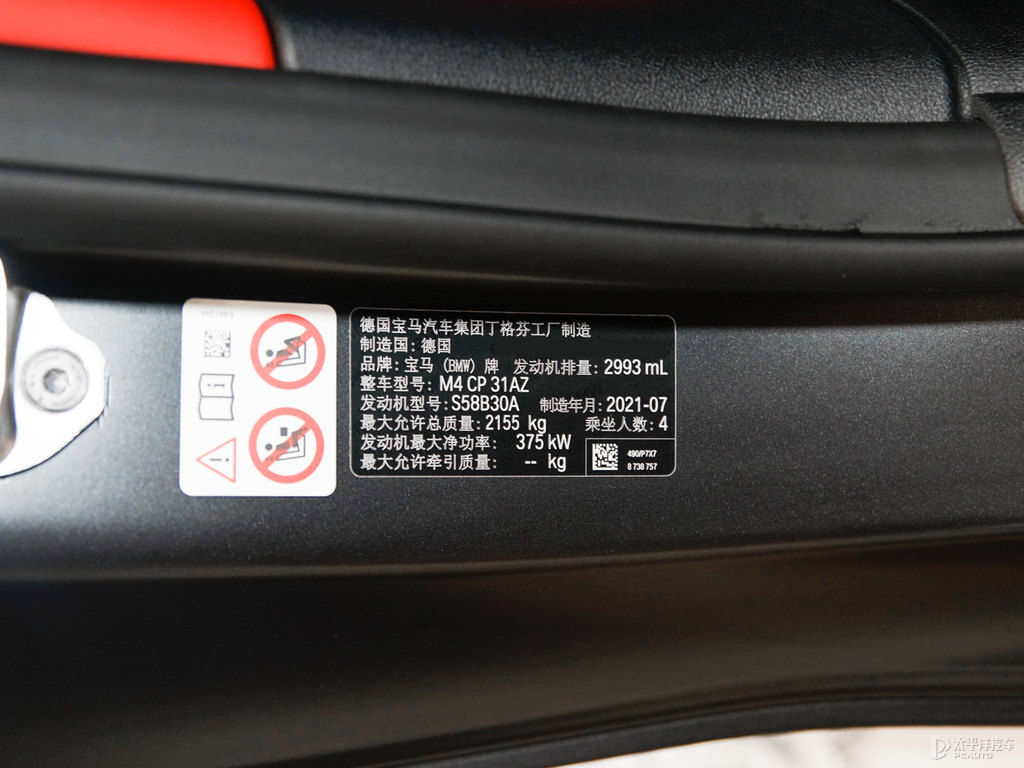 德国宝马汽车集团丁格芬工厂制造
制造国: 德国
品牌: 宝马 (BMW) 牌 发动机排量: 2993 mL
整车型号: M4 CP 31AZ
发动机型号: S58B30A 制造年月: 2021-07
最大允许总质量: 2155 kg 乘坐人数: 4
发动机最大净功率: 375 kW
最大允许牵引质量: -- kg
490/P7X7
8 738 757
太平洋汽车
PCAUTO